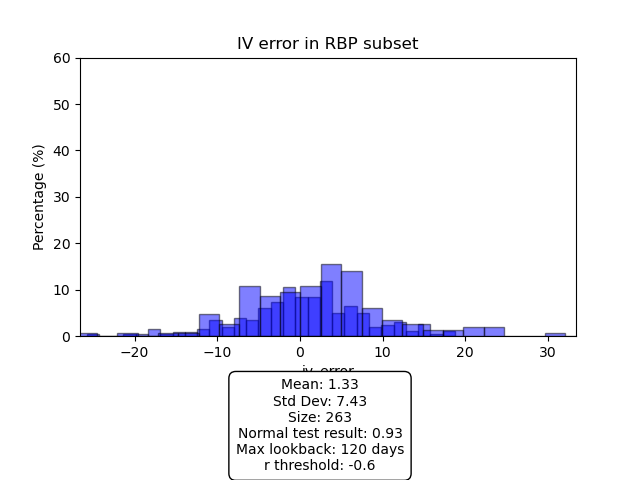 IV error in RBP subset
60
50
40
30
20
10
0
Percentage (%)
−20
−10
0
10
20
30
iv_error
Mean: 1.33
Std Dev: 7.43
Size: 263
Normal test result: 0.93
Max lookback: 120 days
r threshold: -0.6